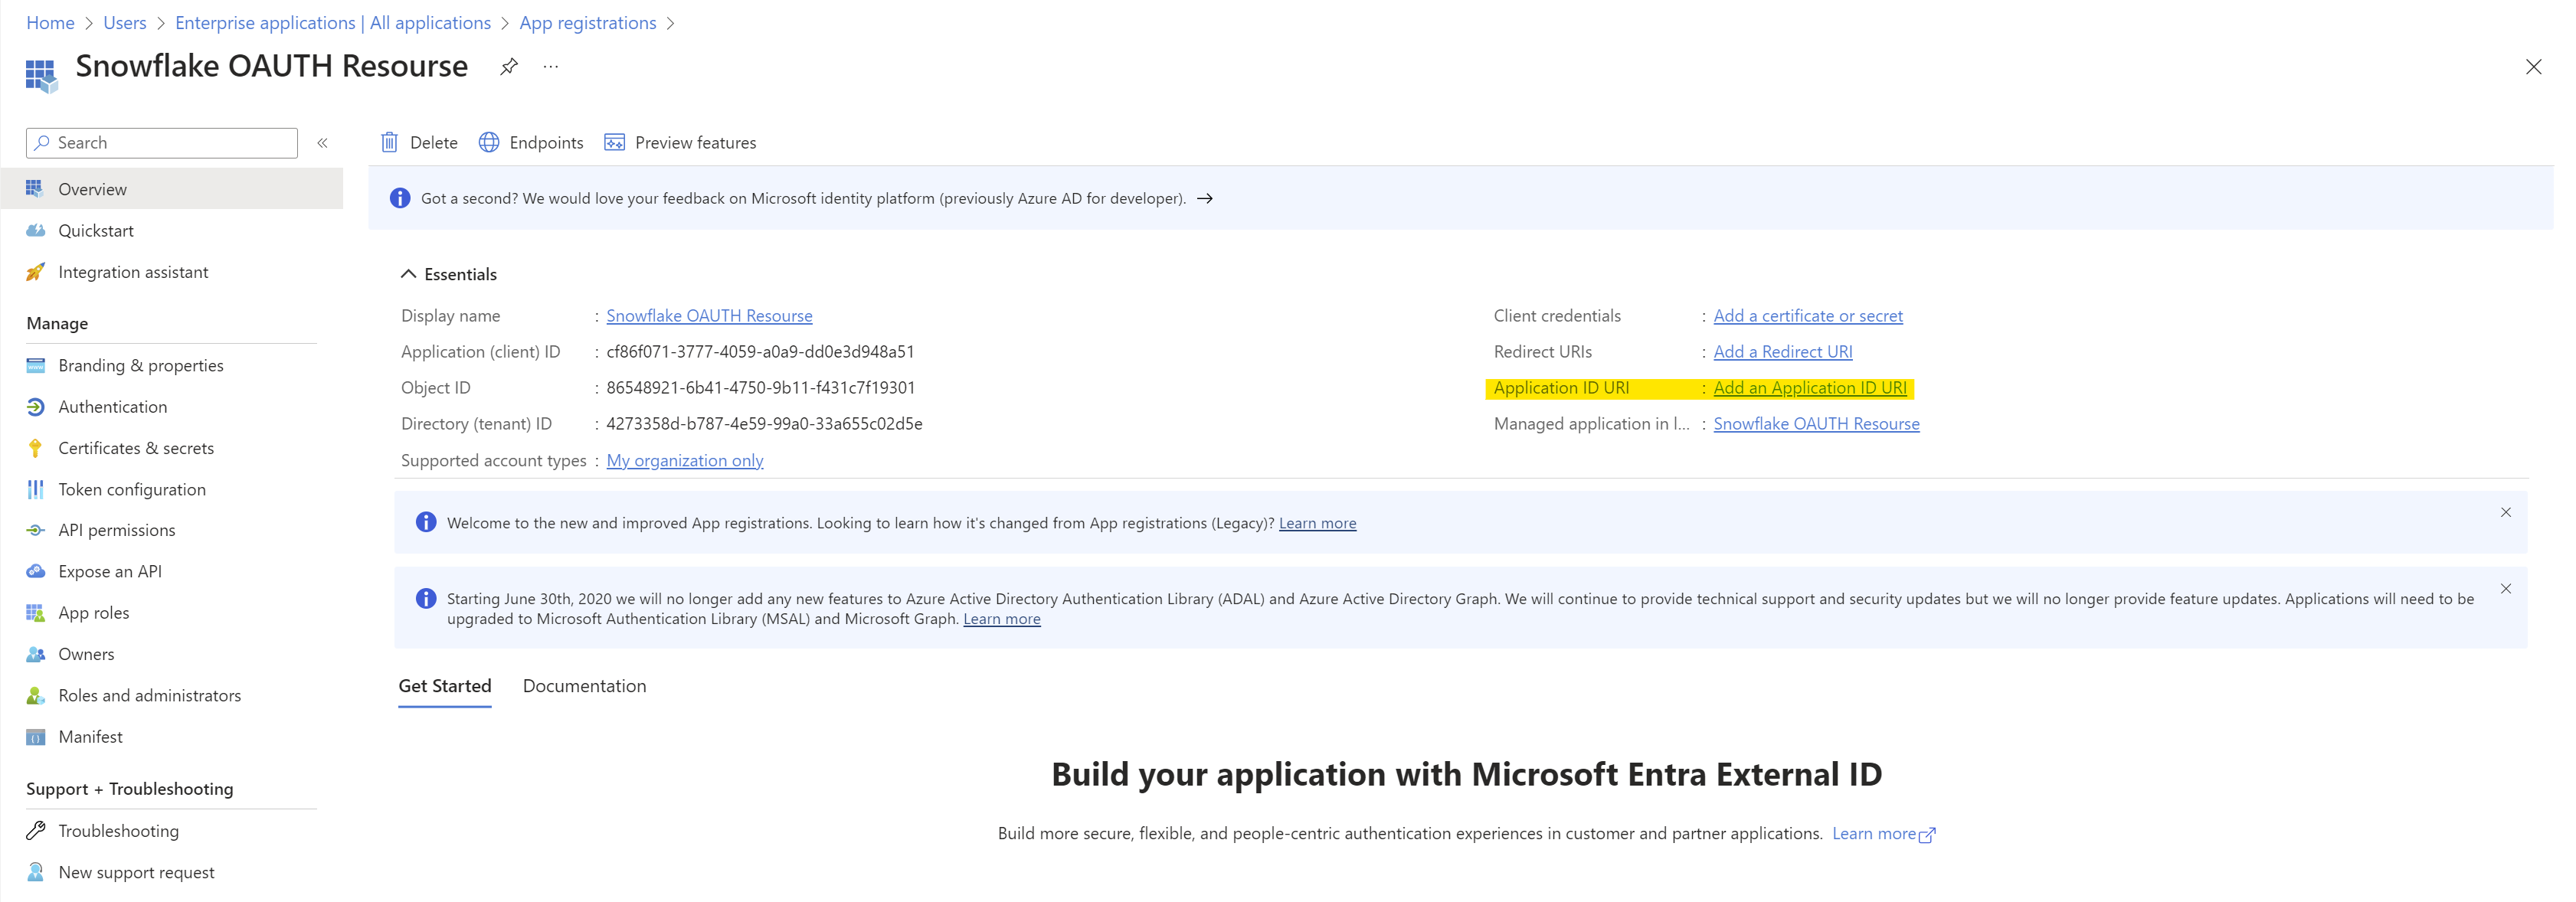 Home > Users > Enterprise applications | All applications > App registrations >
Snowflake OAUTH Resourse
Search
Overview
Quickstart
Integration assistant
Manage
Branding & properties
Authentication
Certificates & secrets
Token configuration
API permissions
Expose an API
App roles
Owners
Roles and administrators
Manifest
Support + Troubleshooting
Troubleshooting
New support request
Delete Endpoints Preview features
Got a second? We would love your feedback on Microsoft identity platform (previously Azure AD for developer). →
Essentials
Display name : Snowflake OAUTH Resourse
Application (client) ID : cf86f071-3777-4059-a0a9-dd0e3d948a51
Object ID : 86548921-6b41-4750-9b11-f431c7f19301
Directory (tenant) ID : 4273358d-b787-4e59-99a0-33a655c02d5e
Supported account types : My organization only
Client credentials : Add a certificate or secret
Redirect URIs : Add a Redirect URI
Application ID URI : Add an Application ID URI
Managed application in l... : Snowflake OAUTH Resourse
Welcome to the new and improved App registrations. Looking to learn how it's changed from App registrations (Legacy)? Learn more
Starting June 30th, 2020 we will no longer add any new features to Azure Active Directory Authentication Library (ADAL) and Azure Active Directory Graph. We will continue to provide technical support and security updates but we will no longer provide feature updates. Applications will need to be
upgraded to Microsoft Authentication Library (MSAL) and Microsoft Graph. Learn more
Get Started Documentation
Build your application with Microsoft Entra External ID
Build more secure, flexible, and people-centric authentication experiences in customer and partner applications. Learn more